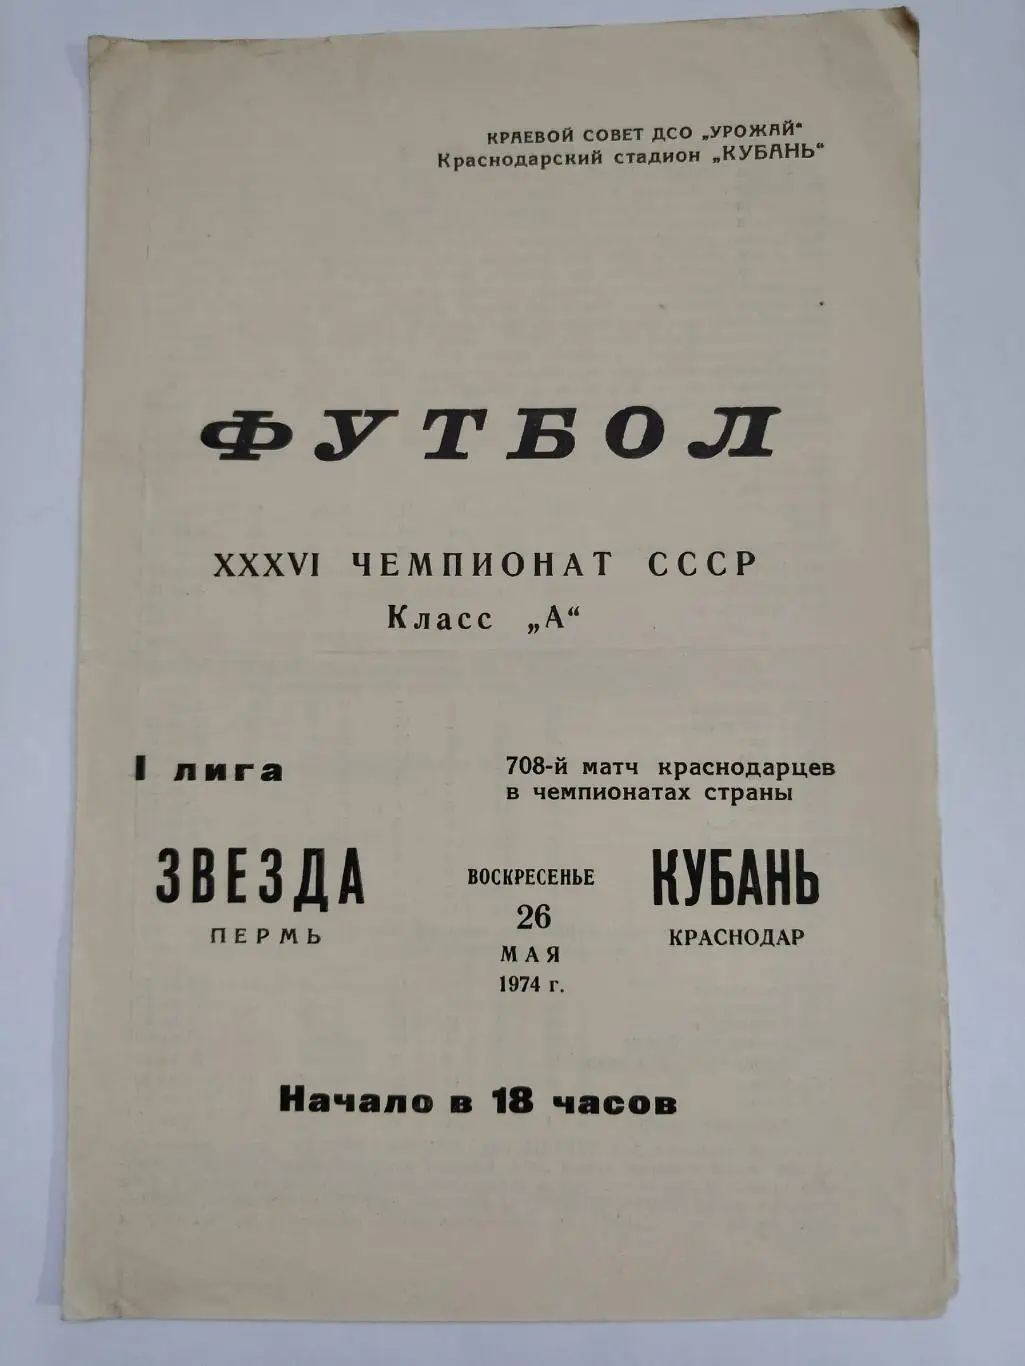 КРАЕВОЙ СОВЕТ ДСО „УРОЖАЙ“
Краснодарский стадион „КУБАНЬ“
ФУТБОЛ
XXXVI ЧЕМПИОНАТ СССР
Класс „А“
I лига
708-й матч краснодарцев
в чемпионатах страны
ЗВЕЗДА
ПЕРМЬ
ВОСКРЕСЕНЬЕ
26
МАЯ
1974 г.
КУБАНЬ
КРАСНОДАР
Начало в 18 часов